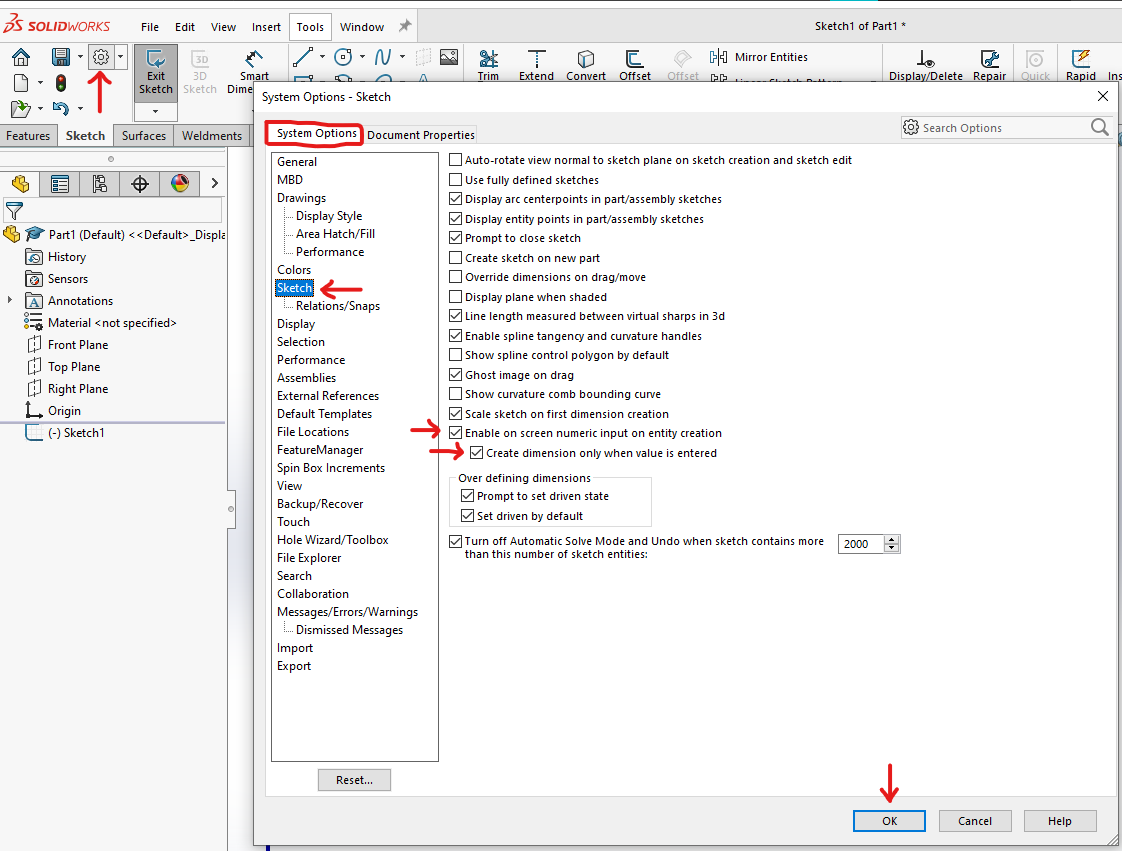 SOLIDWORKS File Edit View Insert Tools Window Sketch1 of Part1 *
Exit Sketch
3D Sketch
Smart Dime
Trim
Extend
Convert
Offset
Offset
Mirror Entities
Display/Delete
Repair
Quick
Rapid
Ins
Features Sketch Surfaces Weldments
Part1 (Default) <<Default>_Displa
History
Sensors
Annotations
Material <not specified>
Front Plane
Top Plane
Right Plane
Origin
(-) Sketch1
System Options - Sketch
System Options Document Properties
Search Options
General
MBD
Drawings
Display Style
Area Hatch/Fill
Performance
Colors
Sketch
Relations/Snaps
Display
Selection
Performance
Assemblies
External References
Default Templates
File Locations
FeatureManager
Spin Box Increments
View
Backup/Recover
Touch
Hole Wizard/Toolbox
File Explorer
Search
Collaboration
Messages/Errors/Warnings
Dismissed Messages
Import
Export
Reset...
Auto-rotate view normal to sketch plane on sketch creation and sketch edit
Use fully defined sketches
Display arc centerpoints in part/assembly sketches
Display entity points in part/assembly sketches
Prompt to close sketch
Create sketch on new part
Override dimensions on drag/move
Display plane when shaded
Line length measured between virtual sharps in 3d
Enable spline tangency and curvature handles
Show spline control polygon by default
Ghost image on drag
Show curvature comb bounding curve
Scale sketch on first dimension creation
Enable on screen numeric input on entity creation
Create dimension only when value is entered
Over defining dimensions
Prompt to set driven state
Set driven by default
Turn off Automatic Solve Mode and Undo when sketch contains more
than this number of sketch entities:
2000
OK Cancel Help